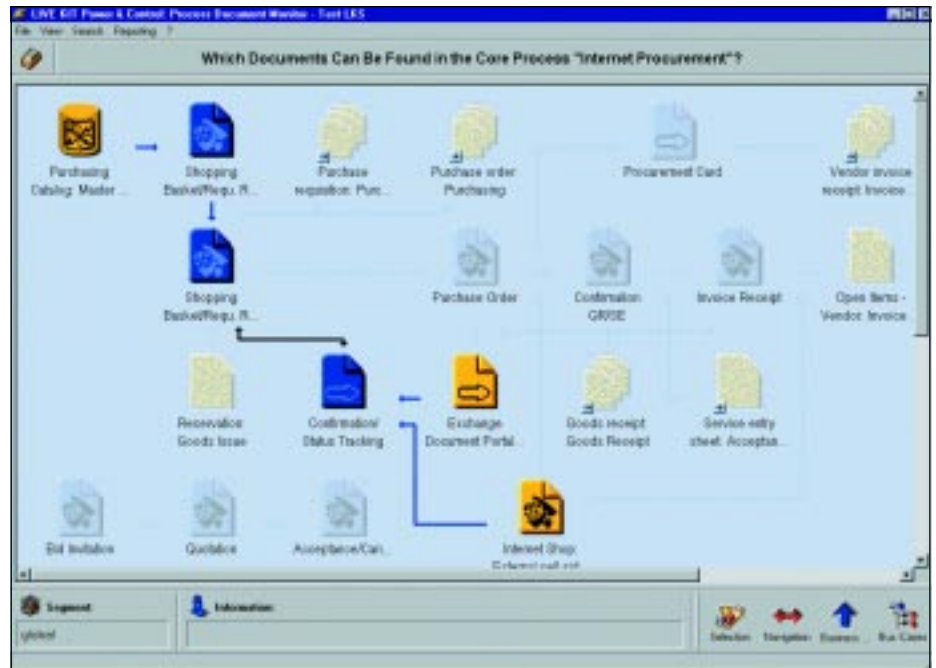 LIVE KIT Power & Control: Process Document Monitor - Test LKS
File View Search Reporting ?
Which Documents Can Be Found in the Core Process "Internet Procurement"?
Purchasing
Catalog: Master ...
Shopping
Basket/Requ. R...
Purchase
requisition: Purc...
Purchase order
Purchasing
Procurement Card
Vendor invoice
receipt: Invoice
Shopping
Basket/Requ. R...
Purchase Order
Confirmation
GR/SE
Invoice Receipt
Open Items -
Vendor: Invoice
Reservation
Goods Issue
Confirmation/
Status Tracking
Exchange
Document Portal...
Goods receipt:
Goods Receipt
Service entry
sheet: Acceptan...
Bid Invitation
Quotation
Acceptance/Can...
Internet Shop:
External
Segment
global
Information:
Selection
Navigation
Business
Bus. Cases